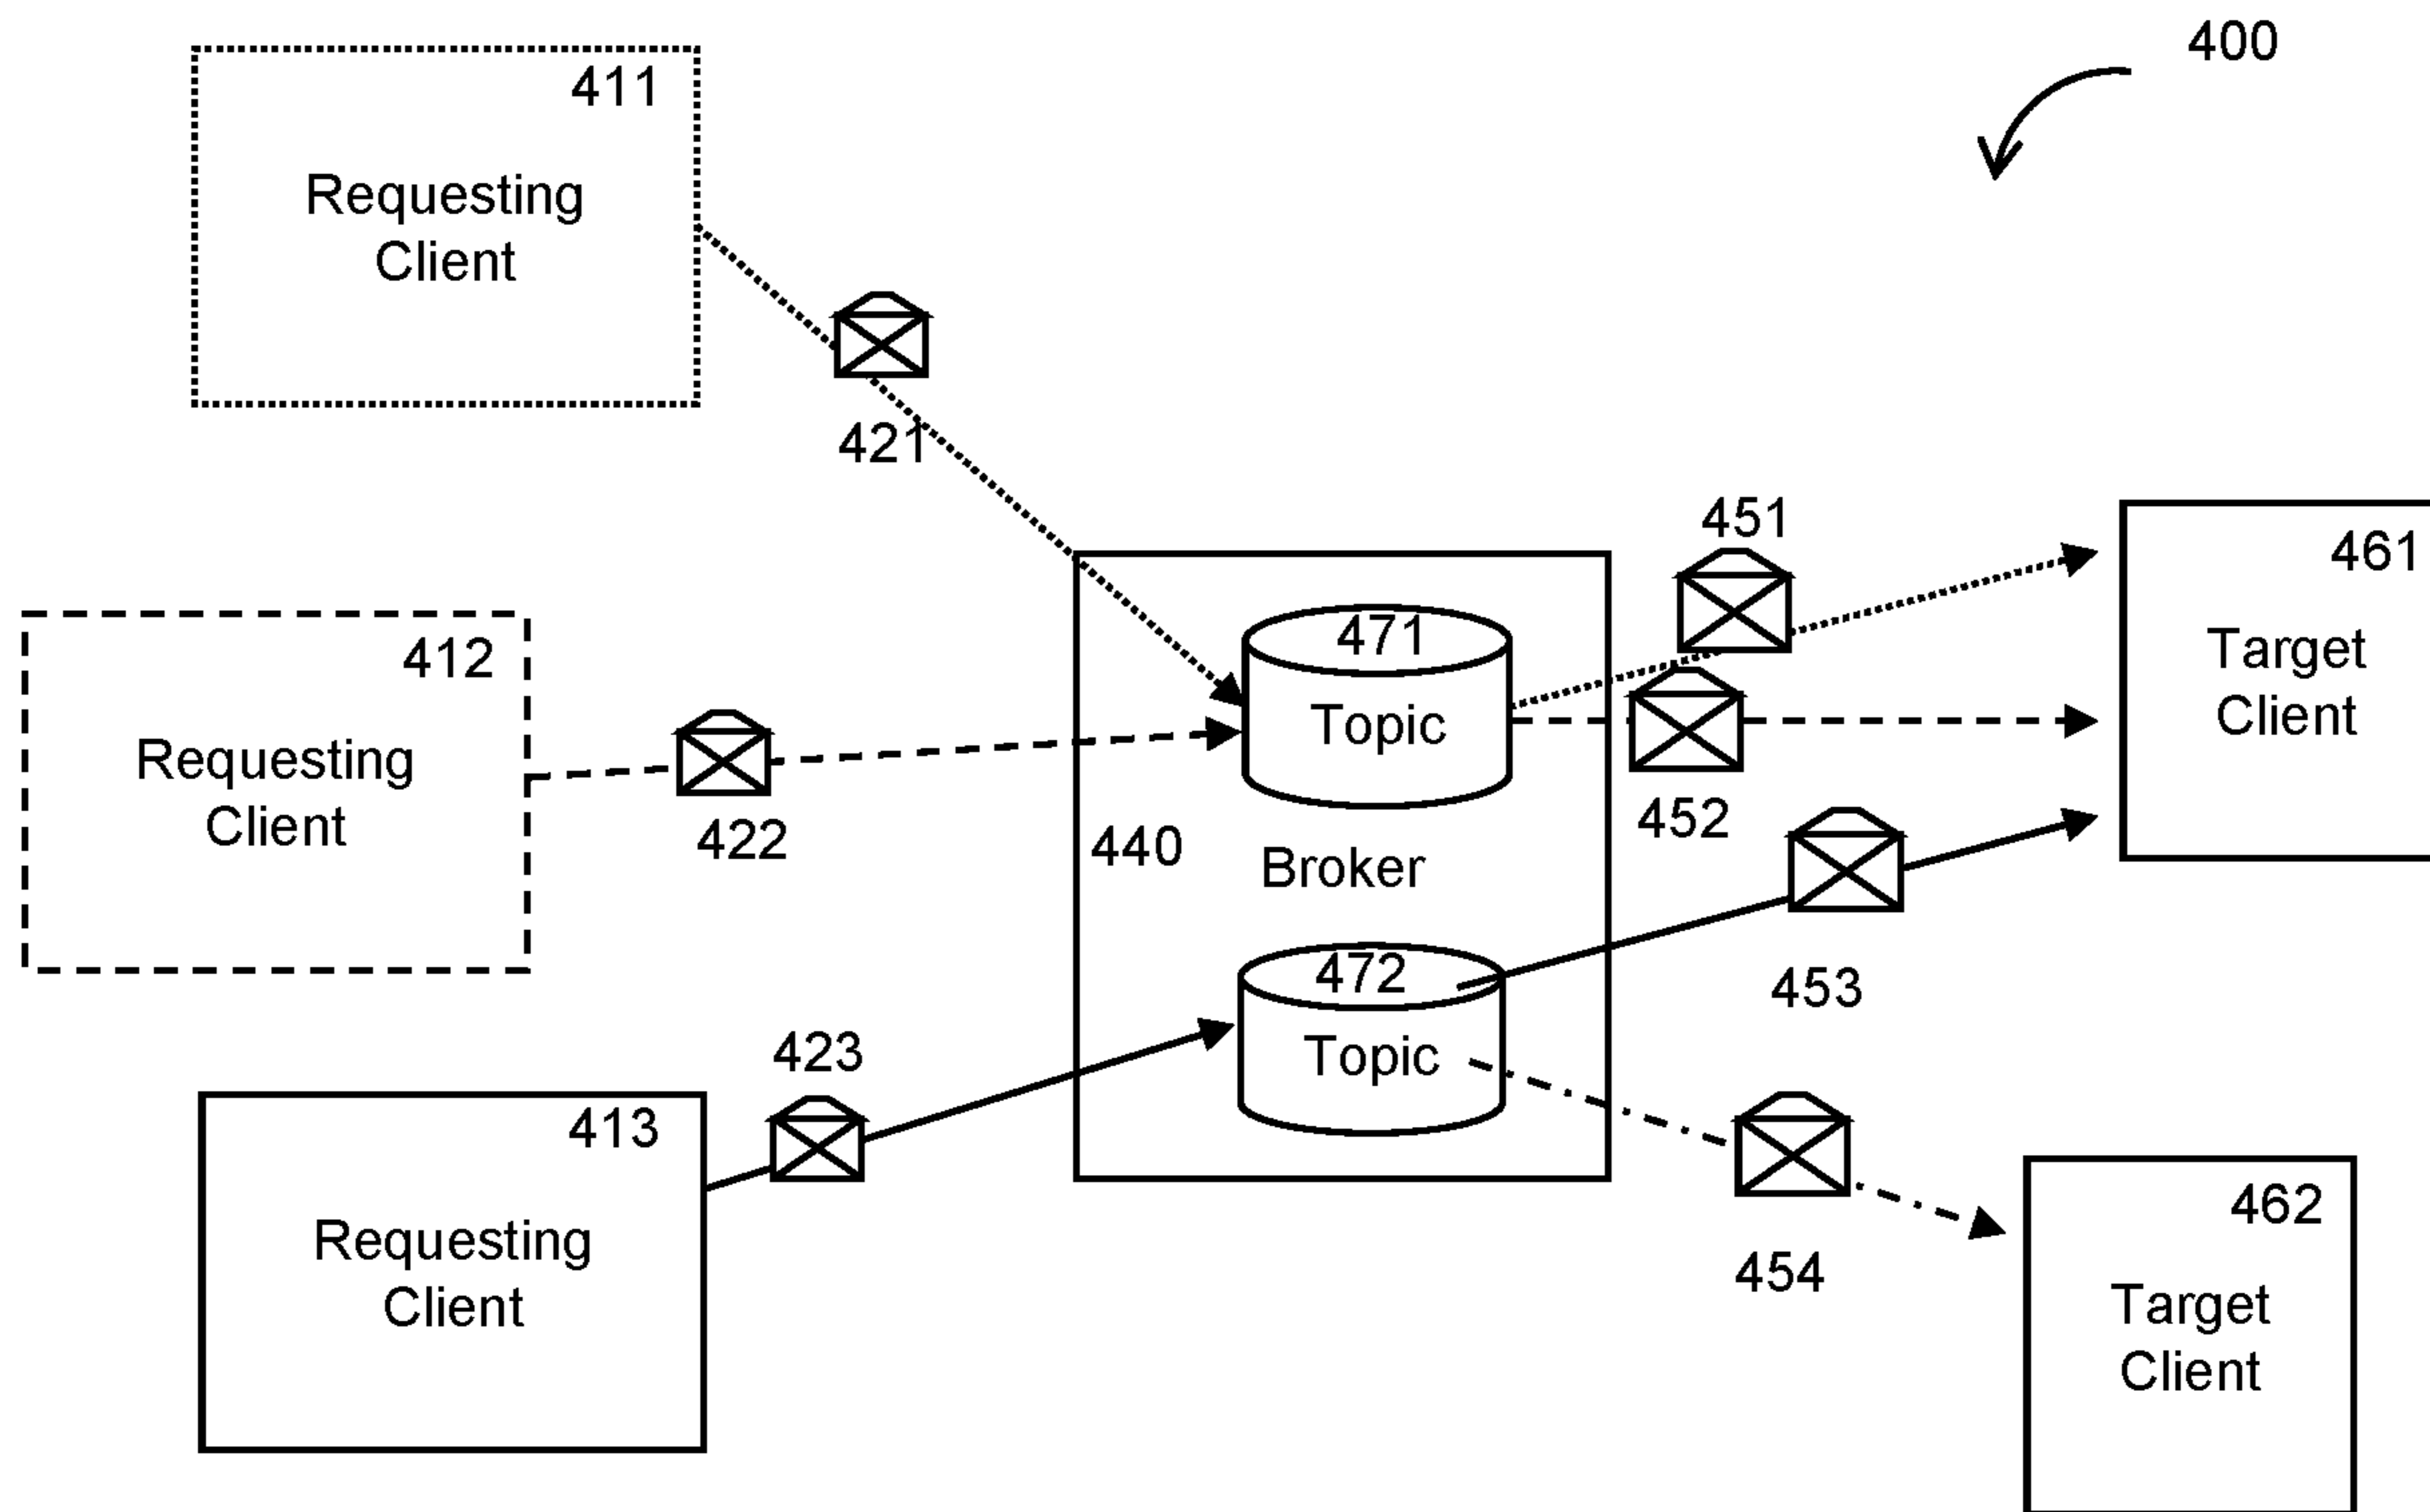 400
411
Requesting
Client
421
451
461
Target
Client
412
Requesting
Client
422
471
Topic
452
440
Broker
453
472
Topic
423
413
Requesting
Client
454
462
Target
Client